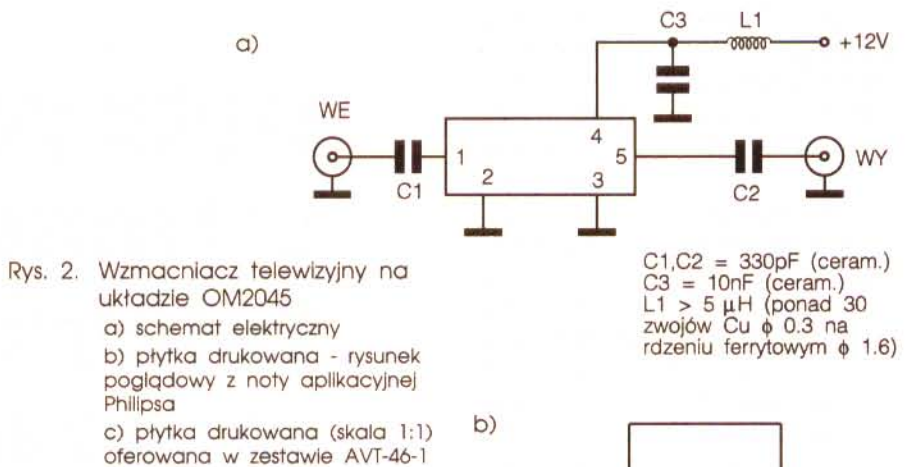 a)
C3
L1
+12V
WE
4
1
5
WY
2
3
C1
C2
Rys. 2. Wzmacniacz telewizyjny na
układzie OM2045
a) schemat elektryczny
b) płytka drukowana - rysunek
poglądowy z noty aplikacyjnej
Philipsa
c) płytka drukowana (skala 1:1)
oferowana w zestawie AVT-46-1
C1,C2 = 330pF (ceram.)
C3 = 10nF (ceram.)
L1 > 5 μH (ponad 30
zwojów Cu ϕ 0.3 na
rdzeniu ferrytowym ϕ 1.6)
b)